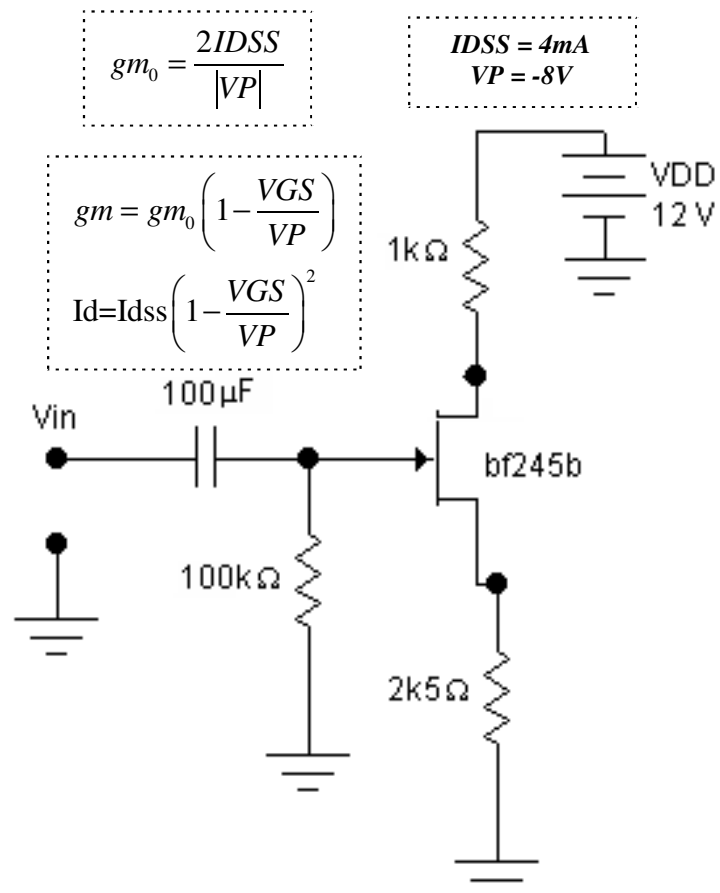 gm₀ = 2IDSS / |VP|
IDSS = 4mA
VP = -8V
gm = gm₀ (1 − VGS / VP)
Id=Idss (1 − VGS / VP)²
VDD
12 V
1kΩ
100µF
Vin
bf245b
100kΩ
2k5Ω